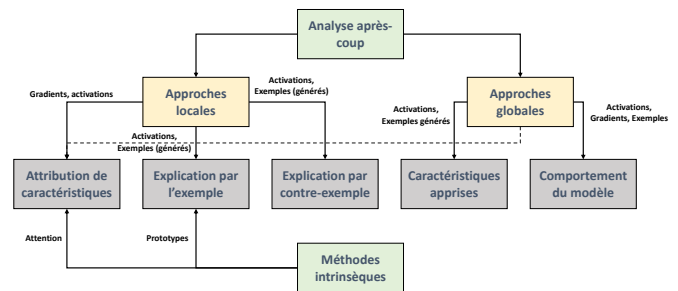 Analyse après-
coup
Gradients, activations
Approches
locales
Activations,
Exemples (générés)
Activations,
Exemples générés
Approches
globales
Activations,
Gradients, Exemples
Activations,
Exemples (générés)
Attribution de
caractéristiques
Explication par
l'exemple
Explication par
contre-exemple
Caractéristiques
apprises
Comportement
du modèle
Attention
Prototypes
Méthodes
intrinsèques